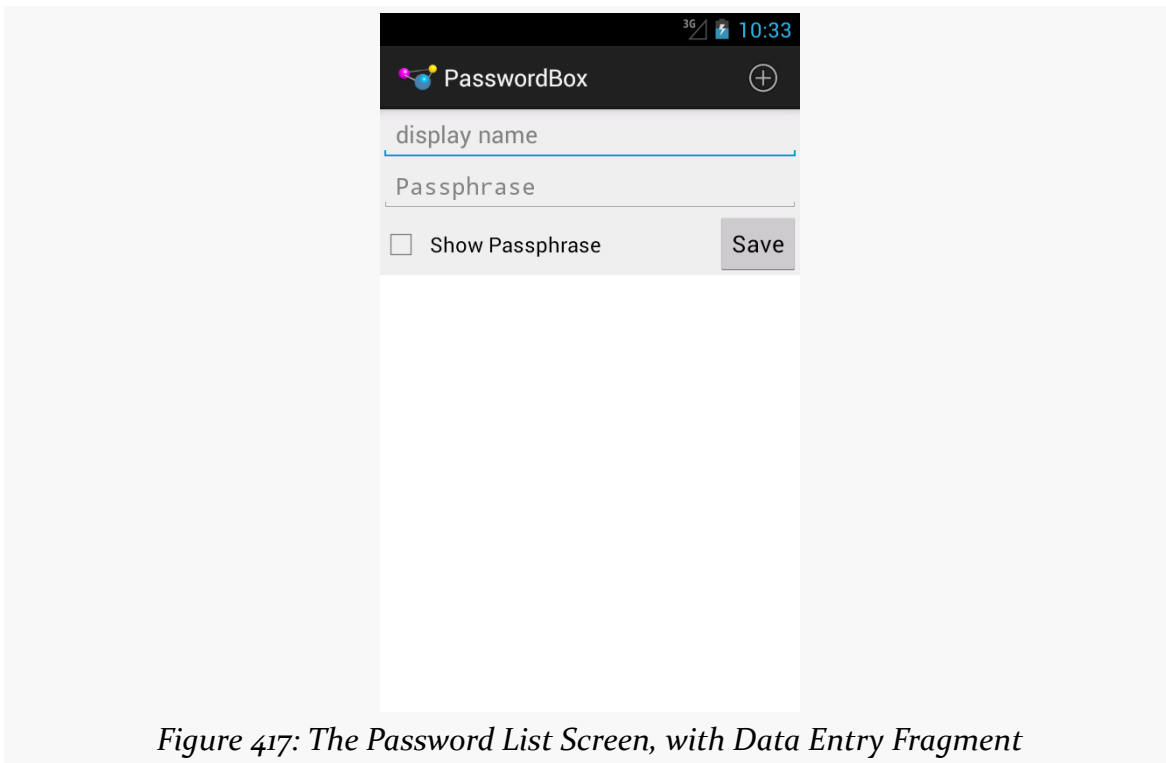 3G 10:33
PasswordBox
display name
Passphrase
Show Passphrase Save
Figure 417: The Password List Screen, with Data Entry Fragment